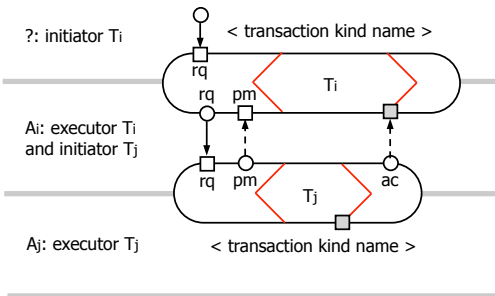 ?: initiator Ti
< transaction kind name >
rq
Ti
rq pm
Ai: executor Ti
and initiator Tj
rq pm
ac
Tj
Aj: executor Tj
< transaction kind name >